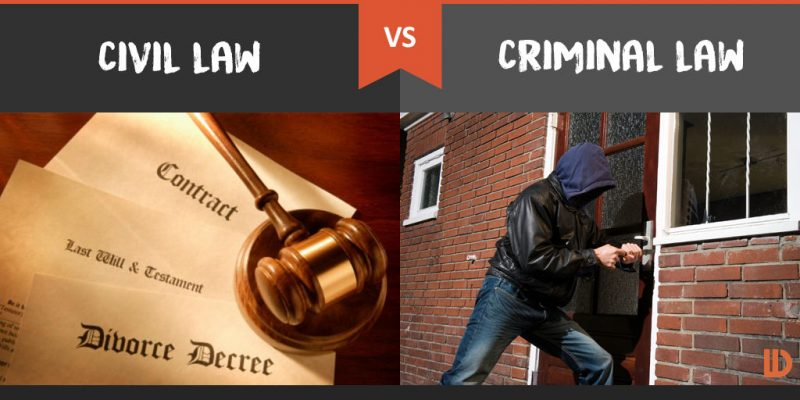 CIVIL LAW
VS
CRIMINAL LAW
Contract
Last Will & Testament
Divorce Decree